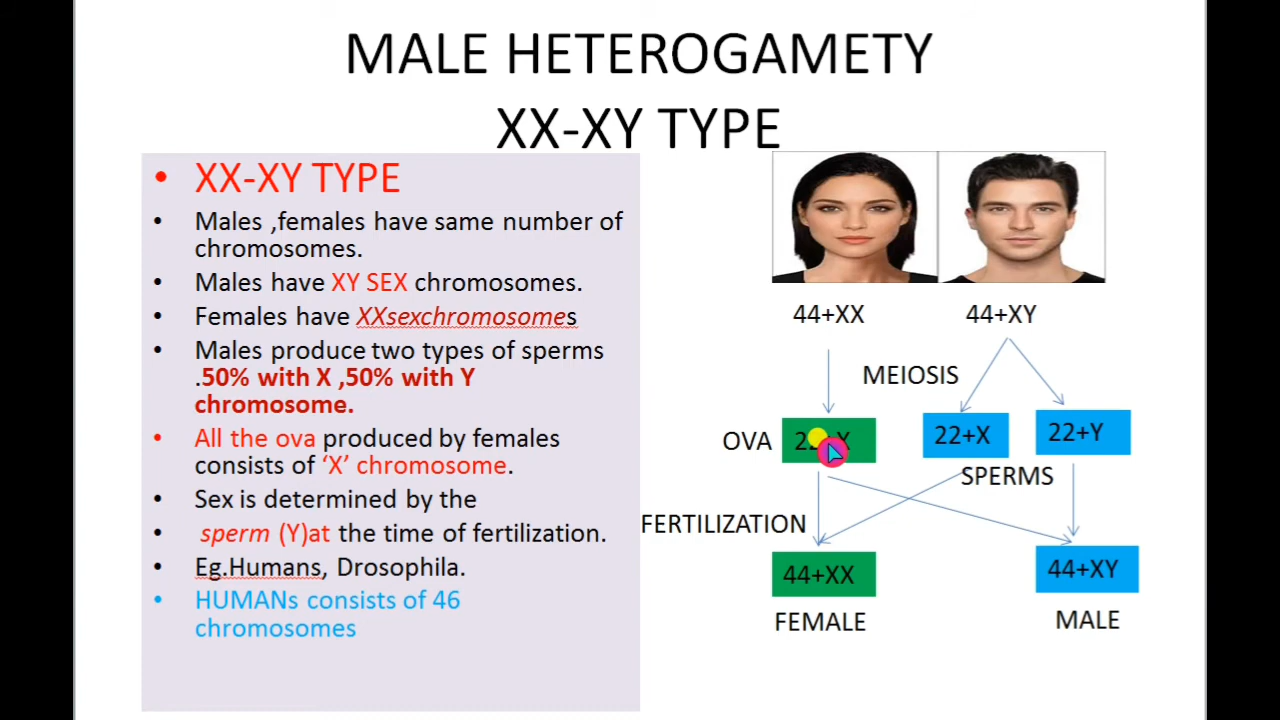 MALE HETEROGAMETY
XX-XY TYPE
• XX-XY TYPE
• Males ,females have same number of
chromosomes.
• Males have XY SEX chromosomes.
• Females have XXsexchromosomes
• Males produce two types of sperms
.50% with X ,50% with Y
chromosome.
• All the ova produced by females
consists of ‘X’ chromosome.
• Sex is determined by the
• sperm (Y)at the time of fertilization.
• Eg.Humans, Drosophila.
• HUMANs consists of 46
chromosomes
44+XX 44+XY
MEIOSIS
OVA
22+X 22+Y
SPERMS
FERTILIZATION
44+XX 44+XY
FEMALE MALE